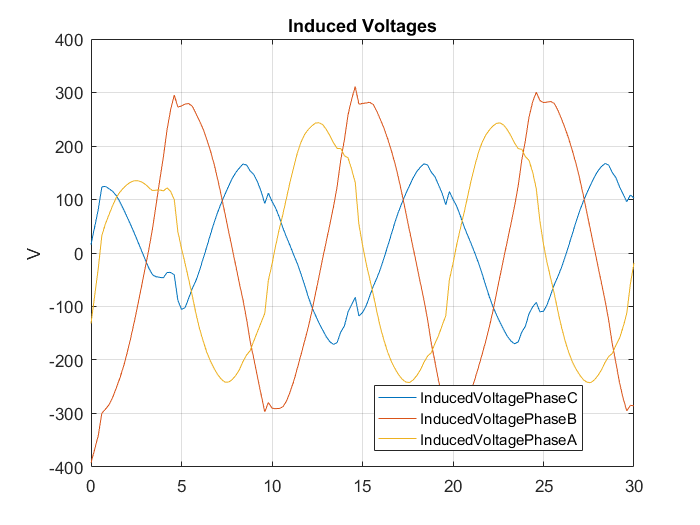 Induced Voltages
400
300
200
100
0
-100
-200
-300
-400
V
InducedVoltagePhaseC
InducedVoltagePhaseB
InducedVoltagePhaseA
0 5 10 15 20 25 30